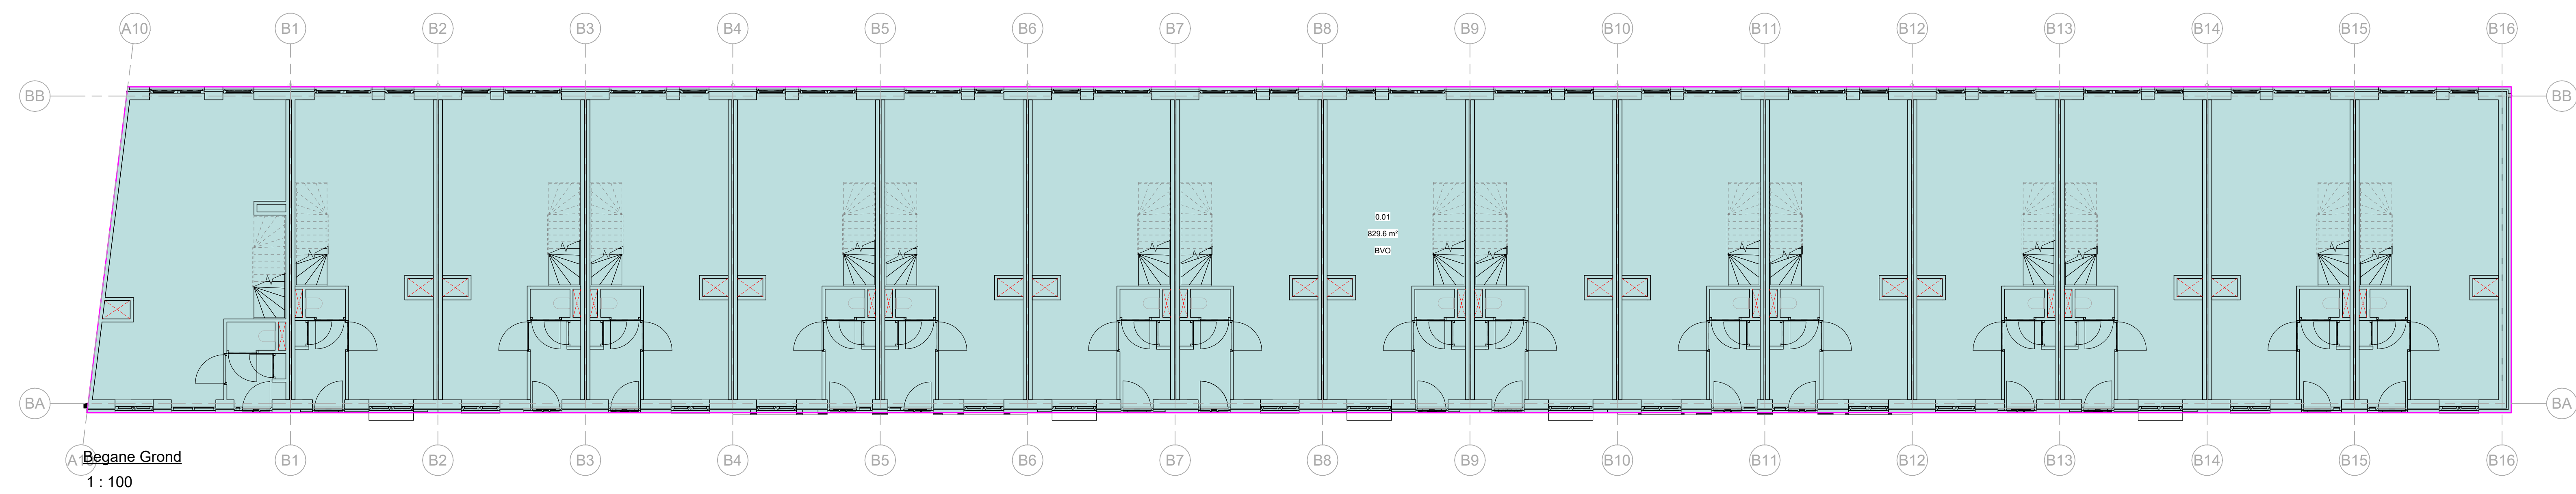 A10 B1 B2 B3 B4 B5 B6 B7 B8 B9 B10 B11 B12 B13 B14 B15 B16
BB BB
0.01
829.6 m²
BVO
BA BA
B1 B2 B3 B4 B5 B6 B7 B8 B9 B10 B11 B12 B13 B14 B15 B16
Begane Grond
1 : 100